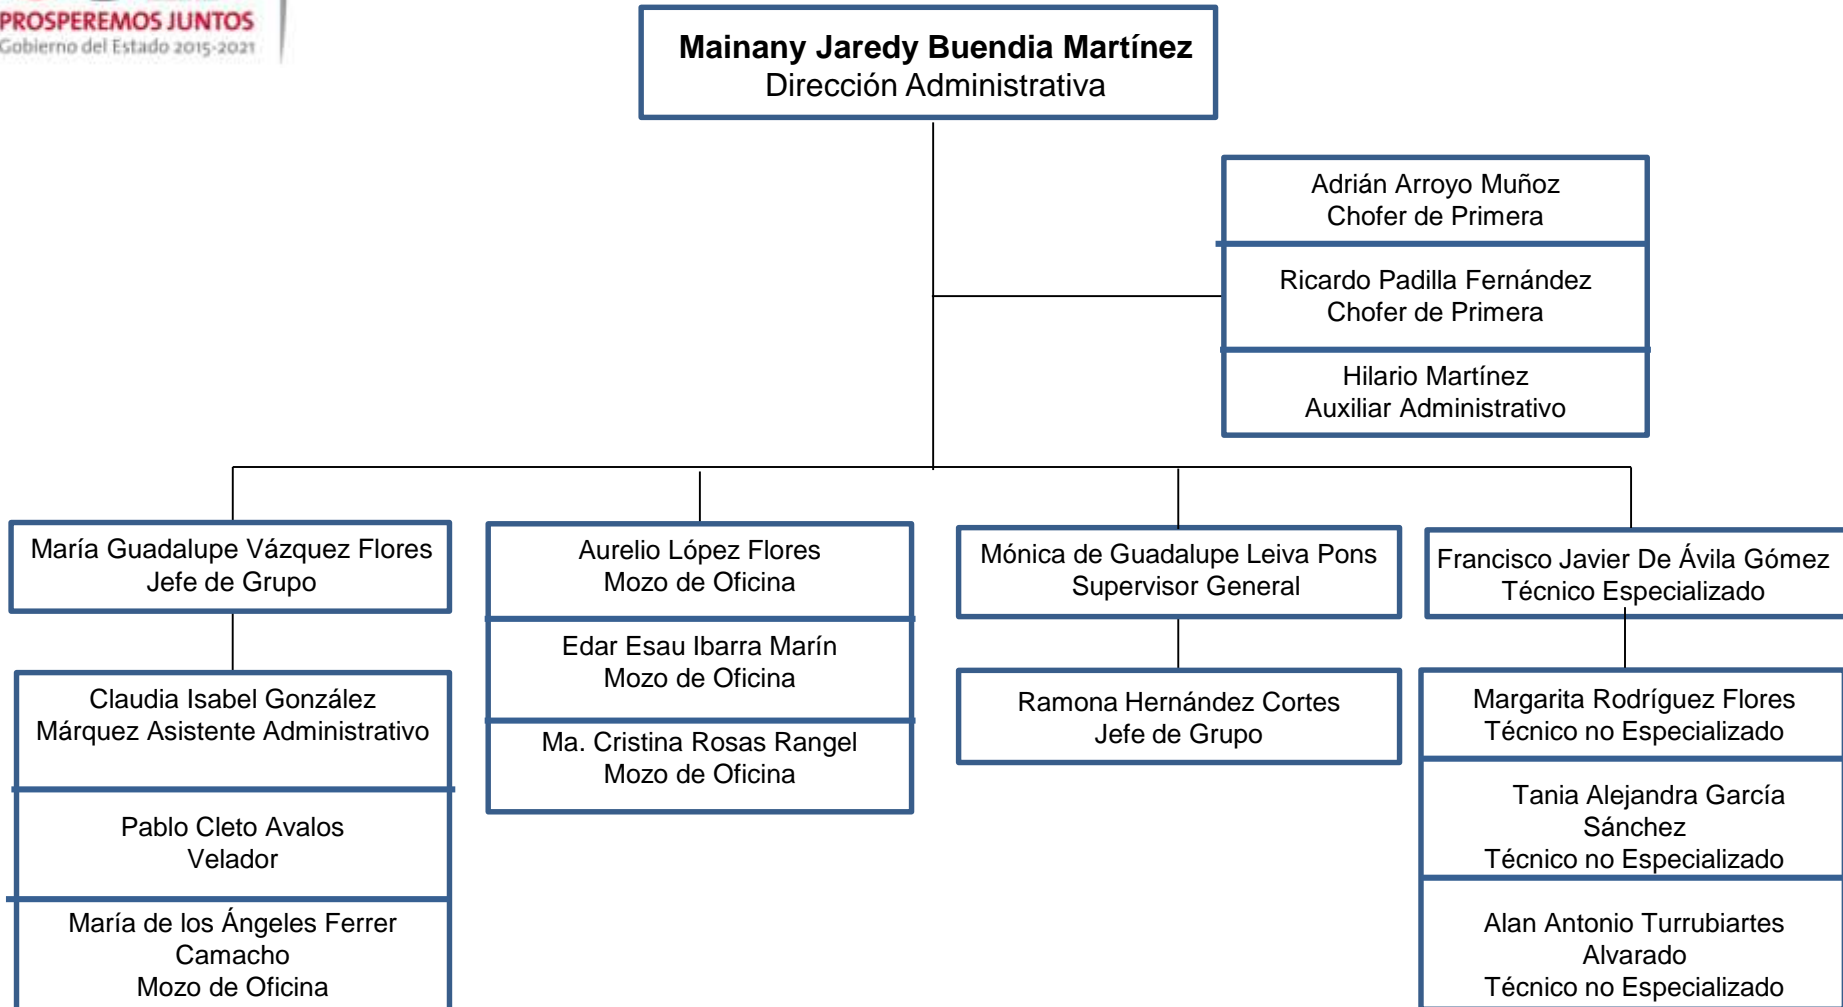 PROSPEREMOS JUNTOS
Gobierno del Estado 2015-2021
Mainany Jaredy Buendia Martínez
Dirección Administrativa
Adrián Arroyo Muñoz
Chofer de Primera
Ricardo Padilla Fernández
Chofer de Primera
Hilario Martínez
Auxiliar Administrativo
María Guadalupe Vázquez Flores
Jefe de Grupo
Claudia Isabel González
Márquez Asistente Administrativo
Pablo Cleto Avalos
Velador
María de los Ángeles Ferrer
Camacho
Mozo de Oficina
Aurelio López Flores
Mozo de Oficina
Edar Esau Ibarra Marín
Mozo de Oficina
Ma. Cristina Rosas Rangel
Mozo de Oficina
Mónica de Guadalupe Leiva Pons
Supervisor General
Ramona Hernández Cortes
Jefe de Grupo
Francisco Javier De Ávila Gómez
Técnico Especializado
Margarita Rodríguez Flores
Técnico no Especializado
Tania Alejandra García
Sánchez
Técnico no Especializado
Alan Antonio Turrubiartes
Alvarado
Técnico no Especializado